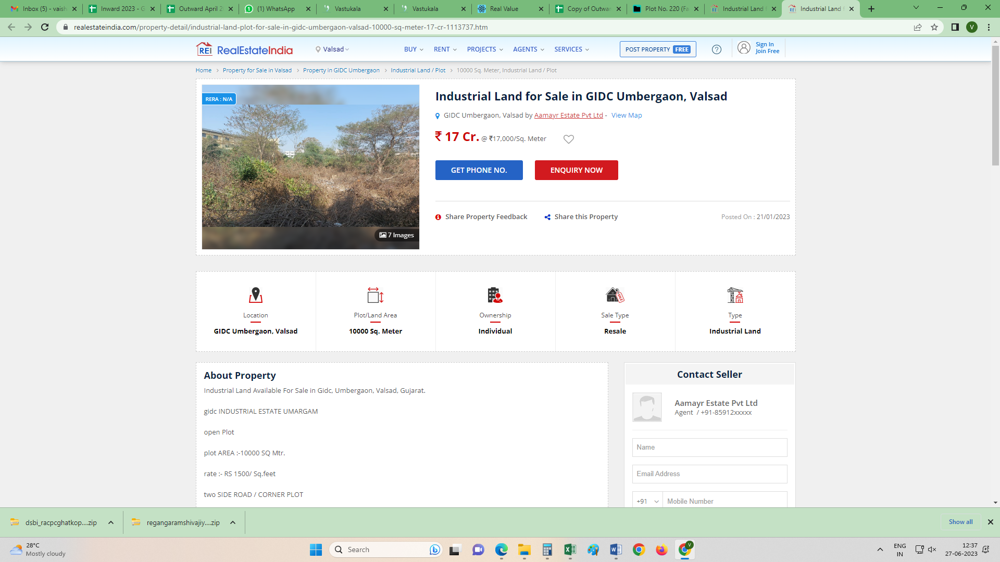 Inbox (5) - vaish
Inward 2023 - G
Outward April 2
(1) WhatsApp
Vastukala
Vastukala
Real Value
Copy of Outwar
Plot No. 220 (Fa
Industrial Land f
Industrial Land f
realestateindia.com/property-detail/industrial-land-plot-for-sale-in-gidc-umbergaon-valsad-10000-sq-meter-17-cr-1113737.htm
V
REI RealEstateIndia
Valsad
BUY
RENT
PROJECTS
AGENTS
SERVICES
POST PROPERTY FREE
?
Sign In
Join Free
Home > Property for Sale in Valsad > Property in GIDC Umbergaon > Industrial Land / Plot > 10000 Sq. Meter, Industrial Land / Plot
RERA : N/A
7 Images
Industrial Land for Sale in GIDC Umbergaon, Valsad
GIDC Umbergaon, Valsad by Aamayr Estate Pvt Ltd - View Map
₹ 17 Cr. @ ₹17,000/Sq. Meter
GET PHONE NO.
ENQUIRY NOW
Share Property Feedback
Share this Property
Posted On : 21/01/2023
Location
GIDC Umbergaon, Valsad
Plot/Land Area
10000 Sq. Meter
Ownership
Individual
SALE
Sale Type
Resale
Type
Industrial Land
About Property
Industrial Land Available For Sale in Gidc, Umbergaon, Valsad, Gujarat.
gidc INDUSTRIAL ESTATE UMARGAM
open Plot
plot AREA :-10000 SQ Mtr.
rate :- RS 1500/ Sq.feet
two SIDE ROAD / CORNER PLOT
Contact Seller
Aamayr Estate Pvt Ltd
Agent / +91-85912xxxxx
Name
Email Address
+91
Mobile Number
dsbi_racpcghatkop....zip
regangaramshivajiy....zip
Show all
28°C
Mostly cloudy
Search
V
ENG
IN
12:37
27-06-2023